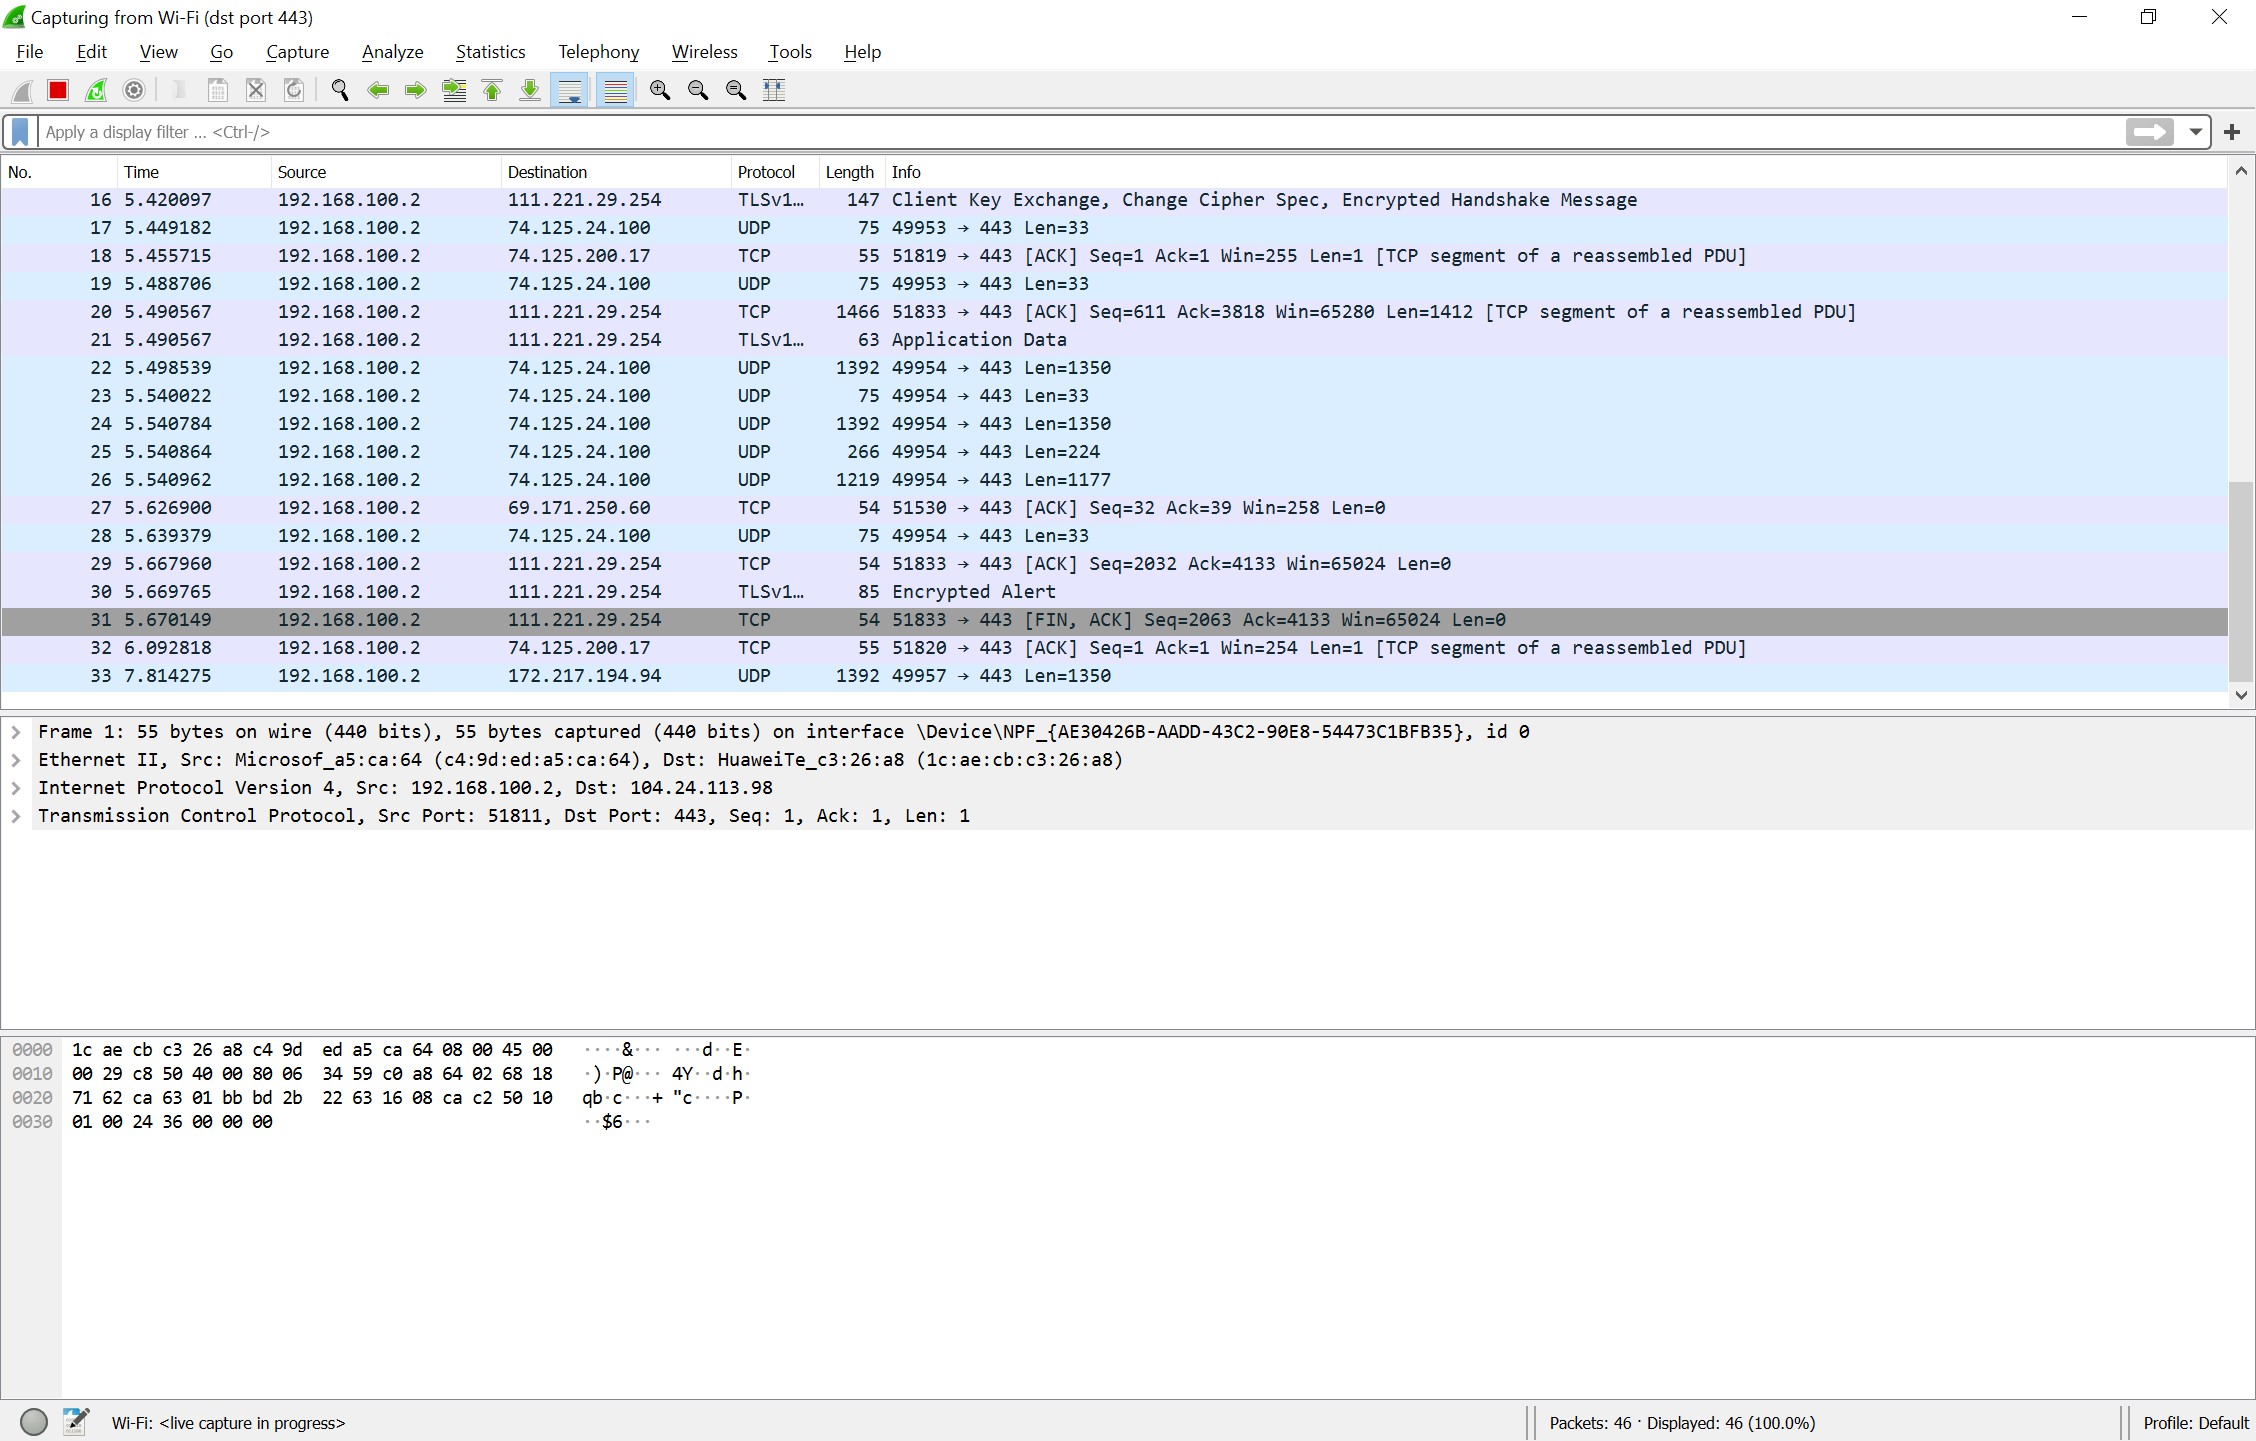 Capturing from Wi-Fi (dst port 443)
File Edit View Go Capture Analyze Statistics Telephony Wireless Tools Help
Apply a display filter ... <Ctrl-/>
No. Time Source Destination Protocol Length Info
16 5.420097 192.168.100.2 111.221.29.254 TLSv1... 147 Client Key Exchange, Change Cipher Spec, Encrypted Handshake Message
17 5.449182 192.168.100.2 74.125.24.100 UDP 75 49953 → 443 Len=33
18 5.455715 192.168.100.2 74.125.200.17 TCP 55 51819 → 443 [ACK] Seq=1 Ack=1 Win=255 Len=1 [TCP segment of a reassembled PDU]
19 5.488706 192.168.100.2 74.125.24.100 UDP 75 49953 → 443 Len=33
20 5.490567 192.168.100.2 111.221.29.254 TCP 1466 51833 → 443 [ACK] Seq=611 Ack=3818 Win=65280 Len=1412 [TCP segment of a reassembled PDU]
21 5.490567 192.168.100.2 111.221.29.254 TLSv1... 63 Application Data
22 5.498539 192.168.100.2 74.125.24.100 UDP 1392 49954 → 443 Len=1350
23 5.540022 192.168.100.2 74.125.24.100 UDP 75 49954 → 443 Len=33
24 5.540784 192.168.100.2 74.125.24.100 UDP 1392 49954 → 443 Len=1350
25 5.540864 192.168.100.2 74.125.24.100 UDP 266 49954 → 443 Len=224
26 5.540962 192.168.100.2 74.125.24.100 UDP 1219 49954 → 443 Len=1177
27 5.626900 192.168.100.2 69.171.250.60 TCP 54 51530 → 443 [ACK] Seq=32 Ack=39 Win=258 Len=0
28 5.639379 192.168.100.2 74.125.24.100 UDP 75 49954 → 443 Len=33
29 5.667960 192.168.100.2 111.221.29.254 TCP 54 51833 → 443 [ACK] Seq=2032 Ack=4133 Win=65024 Len=0
30 5.669765 192.168.100.2 111.221.29.254 TLSv1... 85 Encrypted Alert
31 5.670149 192.168.100.2 111.221.29.254 TCP 54 51833 → 443 [FIN, ACK] Seq=2063 Ack=4133 Win=65024 Len=0
32 6.092818 192.168.100.2 74.125.200.17 TCP 55 51820 → 443 [ACK] Seq=1 Ack=1 Win=254 Len=1 [TCP segment of a reassembled PDU]
33 7.814275 192.168.100.2 172.217.194.94 UDP 1392 49957 → 443 Len=1350
Frame 1: 55 bytes on wire (440 bits), 55 bytes captured (440 bits) on interface \Device\NPF_{AE30426B-AADD-43C2-90E8-54473C1BFB35}, id 0
Ethernet II, Src: Microsof_a5:ca:64 (c4:9d:ed:a5:ca:64), Dst: HuaweiTe_c3:26:a8 (1c:ae:cb:c3:26:a8)
Internet Protocol Version 4, Src: 192.168.100.2, Dst: 104.24.113.98
Transmission Control Protocol, Src Port: 51811, Dst Port: 443, Seq: 1, Ack: 1, Len: 1
0000 1c ae cb c3 26 a8 c4 9d ed a5 ca 64 08 00 45 00 ····&··· ···d··E·
0010 00 29 c8 50 40 00 80 06 34 59 c0 a8 64 02 68 18 ·)·P@··· 4Y··d·h·
0020 71 62 ca 63 01 bb bd 2b 22 63 16 08 ca c2 50 10 qb·c···+ "c····P·
0030 01 00 24 36 00 00 00 ··$6···
Wi-Fi: <live capture in progress> Packets: 46 · Displayed: 46 (100.0%) Profile: Default